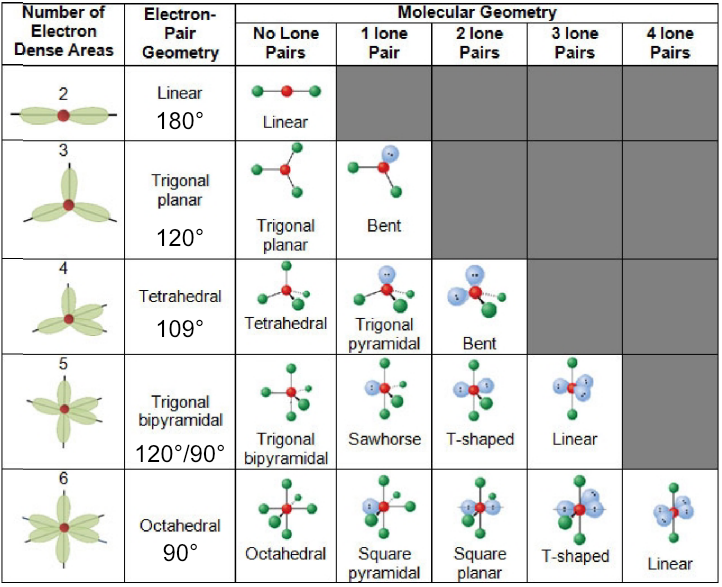 Number of
Electron
Dense Areas
Electron-
Pair
Geometry
Molecular Geometry
No Lone
Pairs
1 lone
Pair
2 lone
Pairs
3 lone
Pairs
4 lone
Pairs
2
Linear
180°
Linear
3
Trigonal
planar
120°
Trigonal
planar
Bent
4
Tetrahedral
109°
Tetrahedral
Trigonal
pyramidal
Bent
5
Trigonal
bipyramidal
120°/90°
Trigonal
bipyramidal
Sawhorse
T-shaped
Linear
6
Octahedral
90°
Octahedral
Square
pyramidal
Square
planar
T-shaped
Linear